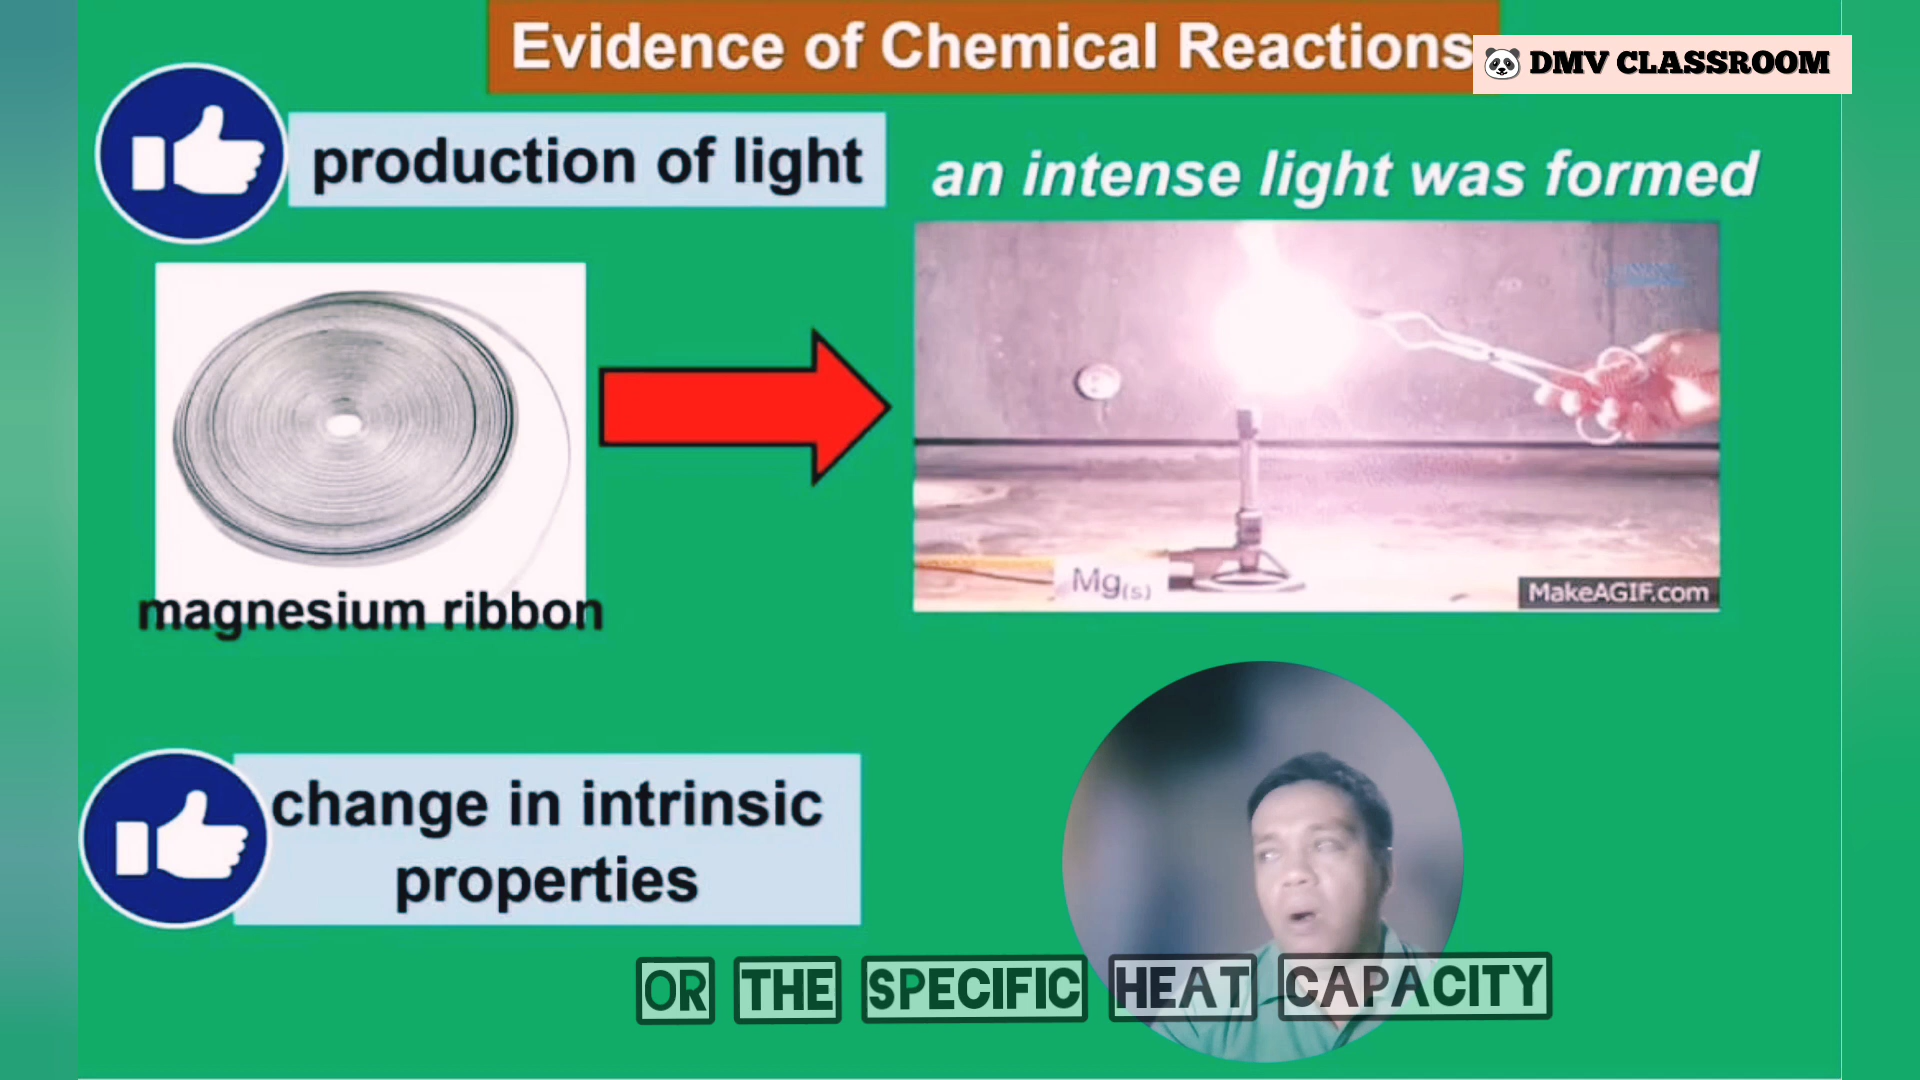 Evidence of Chemical Reactions
DMV CLASSROOM
production of light
an intense light was formed
Mg(s)
MakeAGIF.com
magnesium ribbon
change in intrinsic
properties
OR THE SPECIFIC HEAT CAPACITY